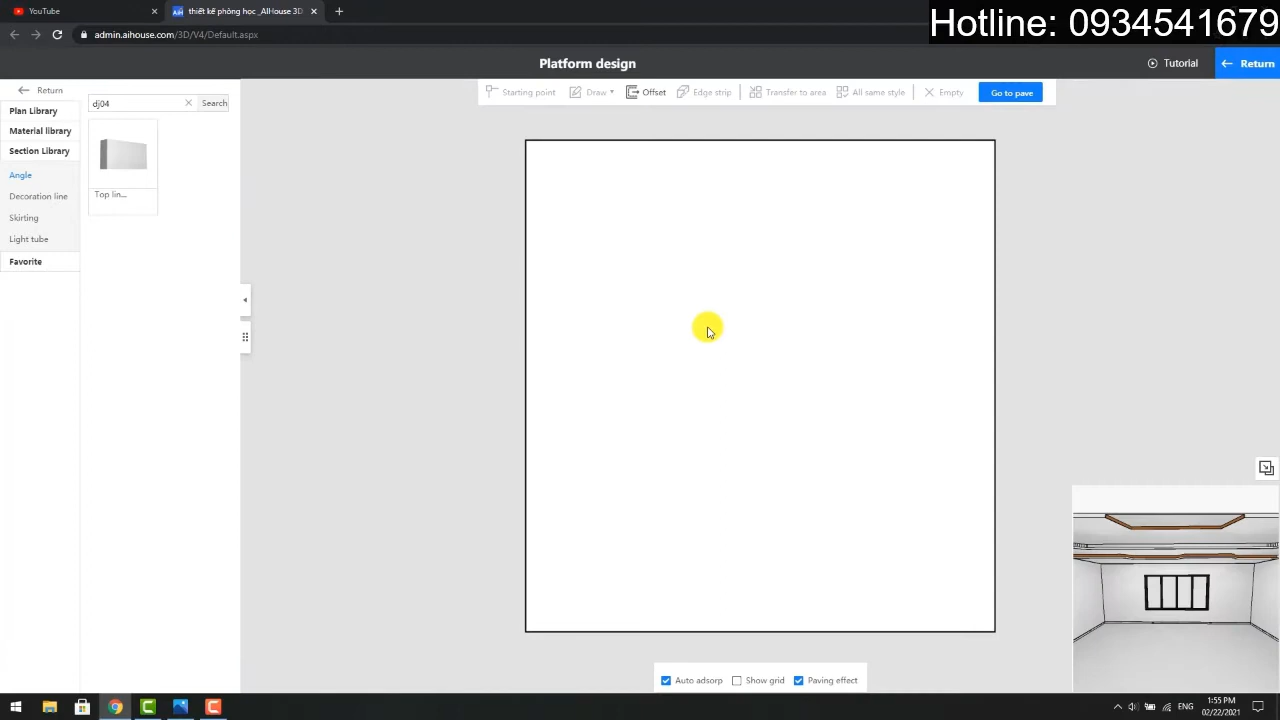 YouTube
thiết kế phòng học _AIHouse 3D
Hotline: 0934541679
admin.aihouse.com/3D/V4/Default.aspx
Platform design
Tutorial
Return
Return
Starting point
Draw
Offset
Edge strip
Transfer to area
All same style
Empty
Go to pave
dj04
Search
Plan Library
Material library
Section Library
Angle
Decoration line
Skirting
Light tube
Favorite
Top lin...
Auto adsorp
Show grid
Paving effect
ENG
1:55 PM
02/22/2021